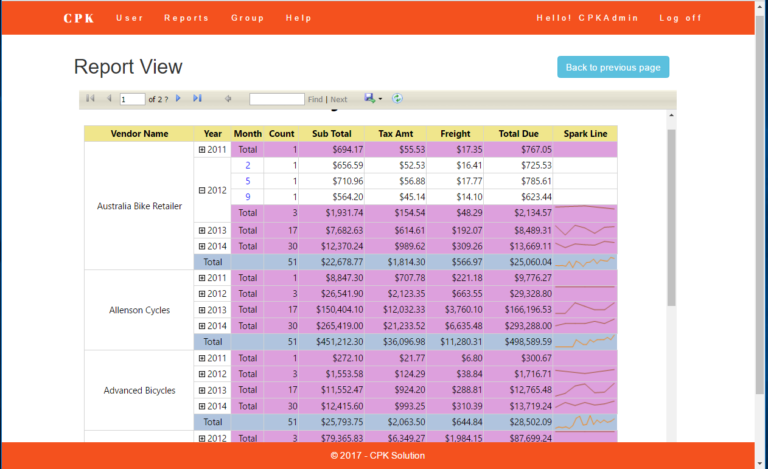 CPK User Reports Group Help Hello! CPKAdmin Log off
Report View Back to previous page
1 of 2 ? Find | Next
Vendor Name Year Month Count Sub Total Tax Amt Freight Total Due Spark Line
2011 Total 1 $694.17 $55.53 $17.35 $767.05
2 1 $656.59 $52.53 $16.41 $725.53
5 1 $710.96 $56.88 $17.77 $785.61
2012
9 1 $564.20 $45.14 $14.10 $623.44
Australia Bike Retailer
Total 3 $1,931.74 $154.54 $48.29 $2,134.57
2013 Total 17 $7,682.63 $614.61 $192.07 $8,489.31
2014 Total 30 $12,370.24 $989.62 $309.26 $13,669.11
Total 51 $22,678.77 $1,814.30 $566.97 $25,060.04
2011 Total 1 $8,847.30 $707.78 $221.18 $9,776.27
2012 Total 3 $26,541.90 $2,123.35 $663.55 $29,328.80
Allenson Cycles 2013 Total 17 $150,404.10 $12,032.33 $3,760.10 $166,196.53
2014 Total 30 $265,419.00 $21,233.52 $6,635.48 $293,288.00
Total 51 $451,212.30 $36,096.98 $11,280.31 $498,589.59
2011 Total 1 $272.10 $21.77 $6.80 $300.67
2012 Total 3 $1,553.58 $124.29 $38.84 $1,716.71
Advanced Bicycles 2013 Total 17 $11,552.47 $924.20 $288.81 $12,765.48
2014 Total 30 $12,415.60 $993.25 $310.39 $13,719.24
Total 51 $25,793.75 $2,063.50 $644.84 $28,502.09
2012 Total 3 $79,365.83 $6,349.27 $1,984.15 $87,699.24
© 2017 - CPK Solution